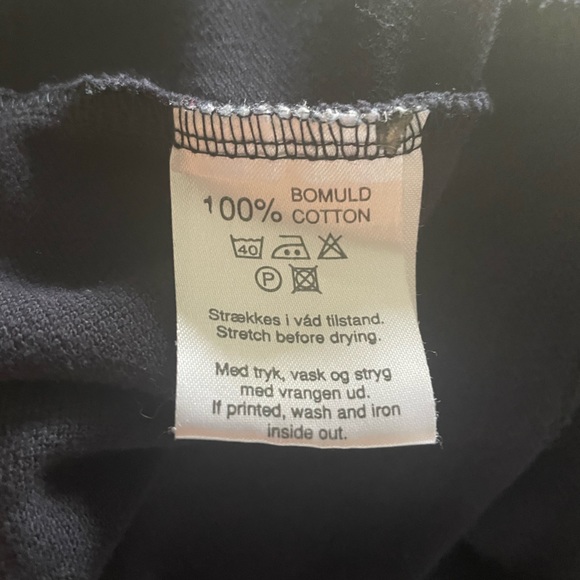 100% BOMULD
COTTON
40
P
Strækkes i våd tilstand.
Stretch before drying.
Med tryk, vask og stryg
med vrangen ud.
If printed, wash and iron
inside out.